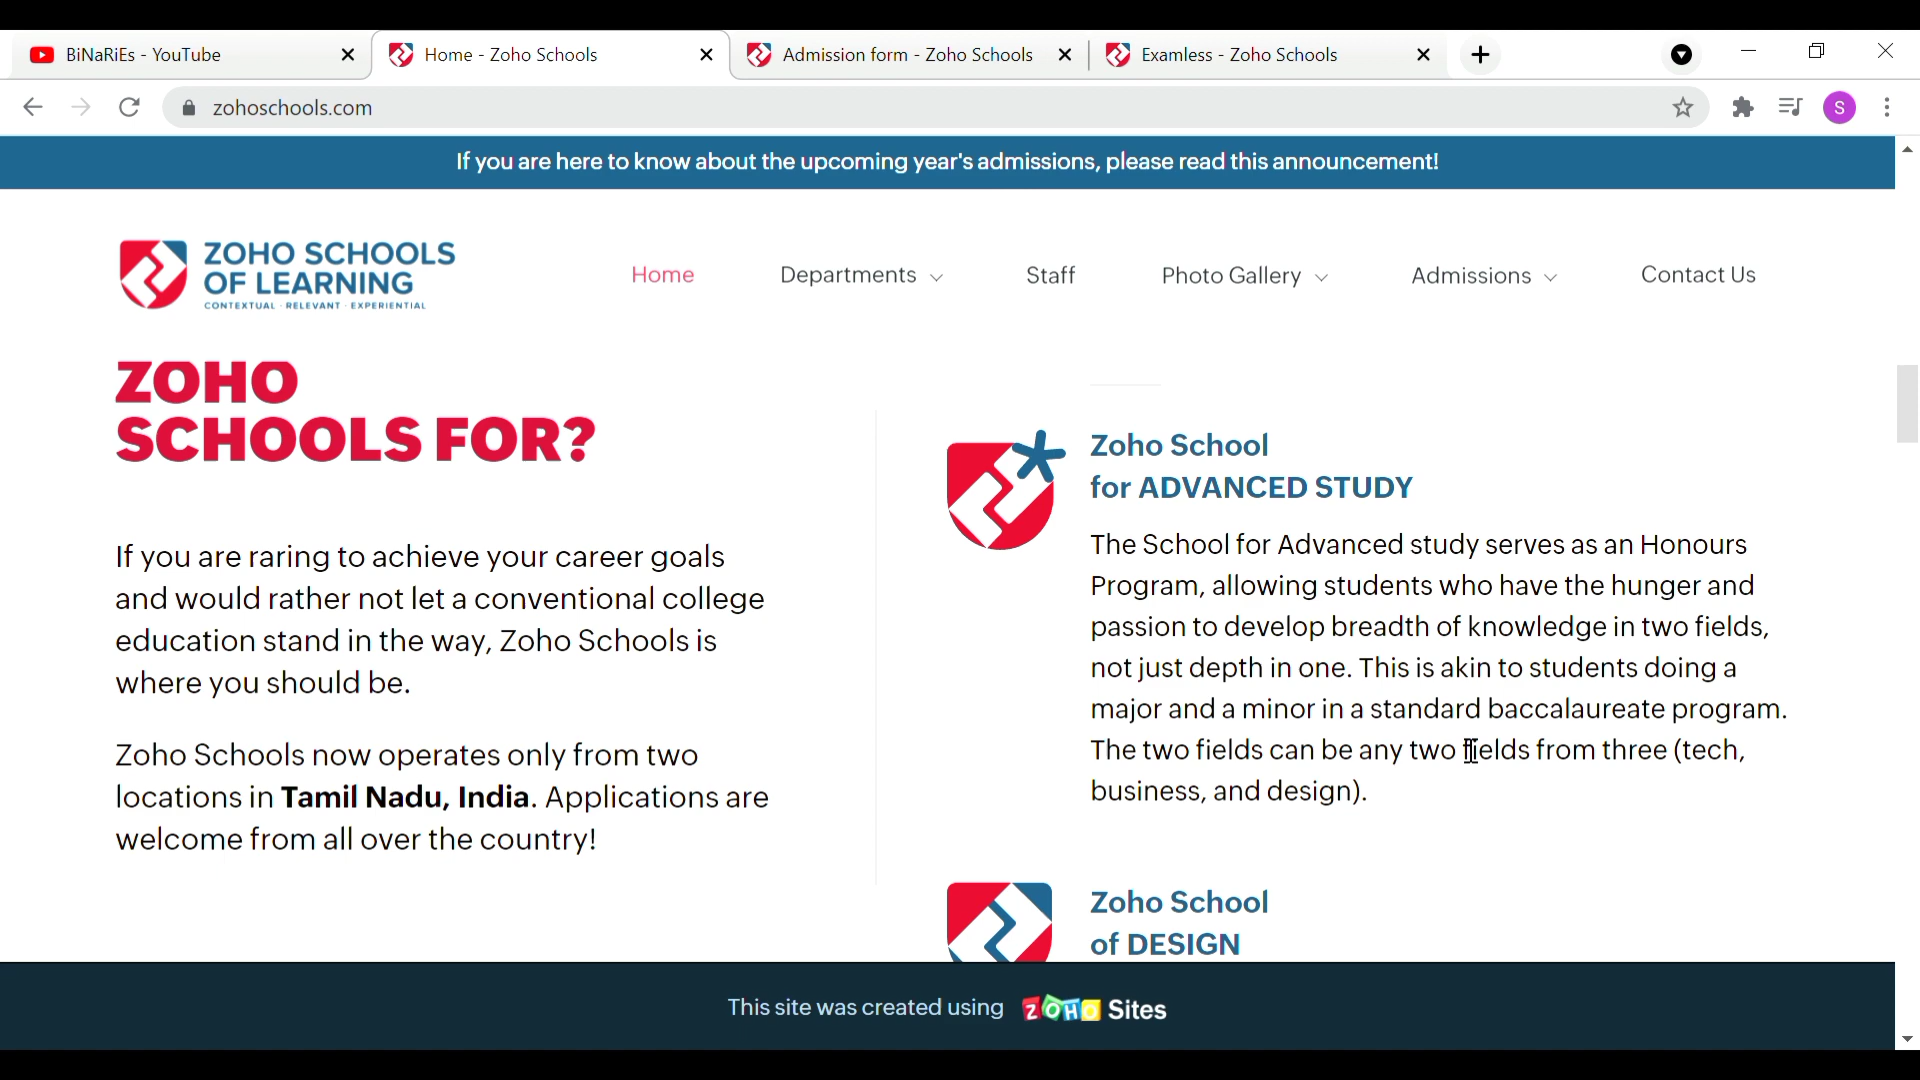 BiNaRiEs - YouTube
Home - Zoho Schools
Admission form - Zoho Schools
Examless - Zoho Schools
zohoschools.com
S
If you are here to know about the upcoming year's admissions, please read this announcement!
ZOHO SCHOOLS
OF LEARNING
CONTEXTUAL · RELEVANT · EXPERIENTIAL
Home
Departments
Staff
Photo Gallery
Admissions
Contact Us
ZOHO
SCHOOLS FOR?
If you are raring to achieve your career goals
and would rather not let a conventional college
education stand in the way, Zoho Schools is
where you should be.
Zoho Schools now operates only from two
locations in Tamil Nadu, India. Applications are
welcome from all over the country!
Zoho School
for ADVANCED STUDY
The School for Advanced study serves as an Honours
Program, allowing students who have the hunger and
passion to develop breadth of knowledge in two fields,
not just depth in one. This is akin to students doing a
major and a minor in a standard baccalaureate program.
The two fields can be any two fields from three (tech,
business, and design).
Zoho School
of DESIGN
This site was created using ZOHO Sites